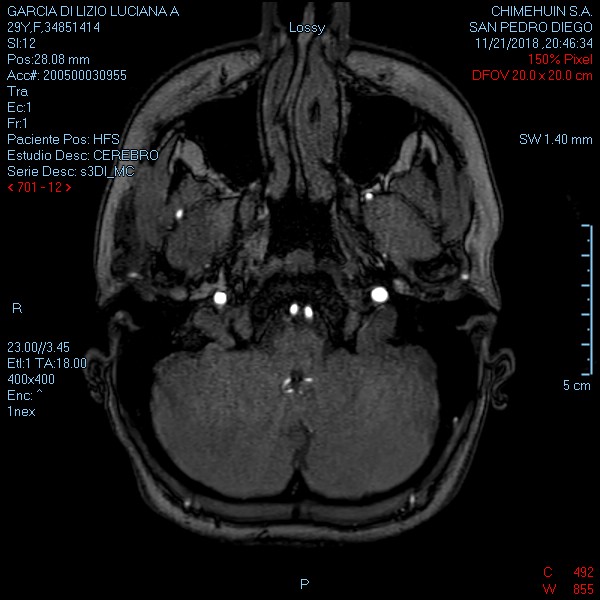 GARCIA DI LIZIO LUCIANA A
29Y,F,34851414
Sl:12
Pos:28.08 mm
Acc#: 200500030955
Tra
Ec:1
Fr:1
Paciente Pos: HFS
Estudio Desc: CEREBRO
Serie Desc: s3DI_MC
< 701 - 12 >
Lossy
CHIMEHUIN S.A.
SAN PEDRO DIEGO
11/21/2018 ,20:46:34
150% Pixel
DFOV 20.0 x 20.0 cm
SW 1.40 mm
R
23.00//3.45
Etl:1 TA:18.00
400x400
Enc: ^
1nex
5 cm
P
C 492
W 855